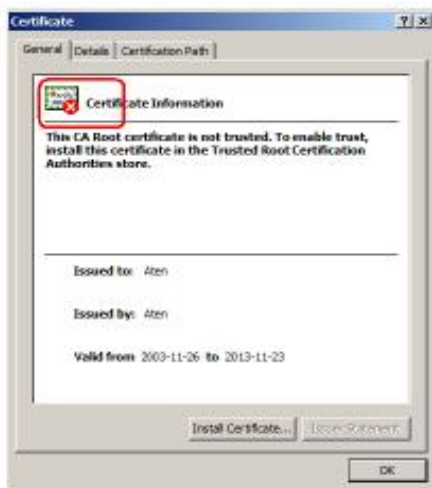 Certificate
General
Details
Certification Path
Certificate Information
This CA Root certificate is not trusted. To enable trust,
install this certificate in the Trusted Root Certification
Authorities store.
Issued to: Aten
Issued by: Aten
Valid from 2003-11-26 to 2013-11-23
Install Certificate...
Issuer Statement
OK